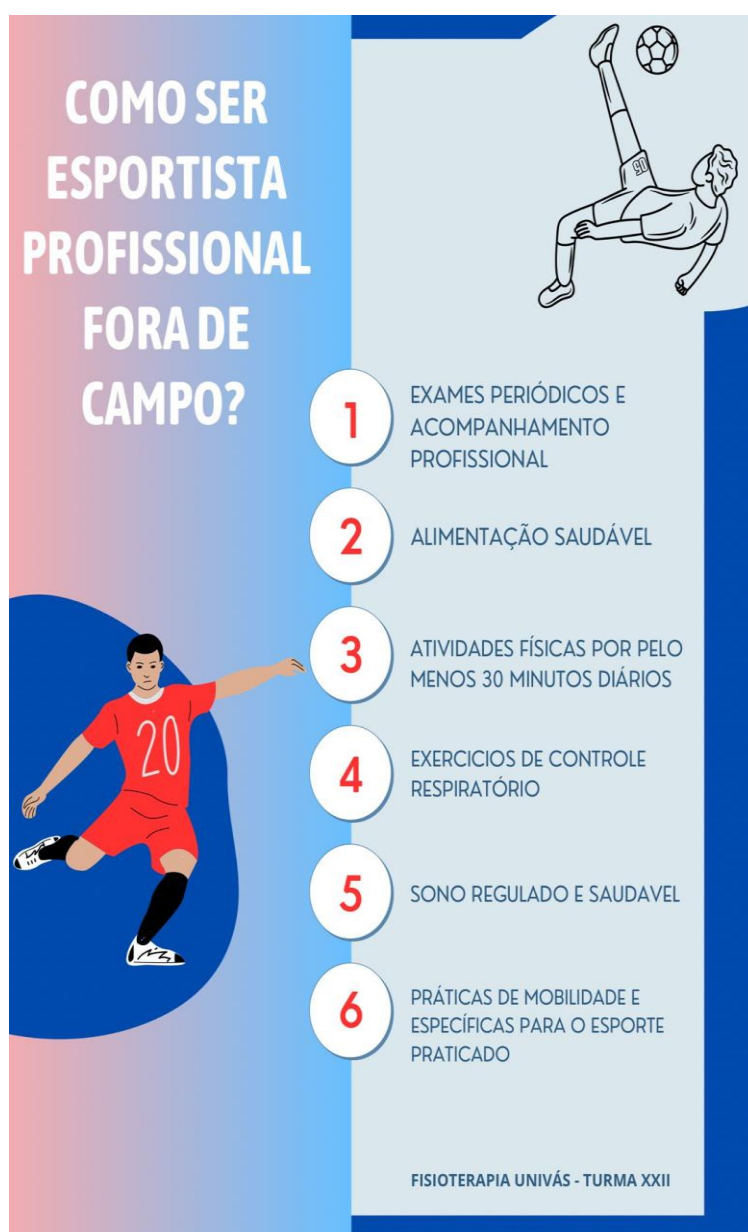 COMO SER
ESPORTISTA
PROFISSIONAL
FORA DE
CAMPO?
90
1
EXAMES PERIÓDICOS E
ACOMPANHAMENTO
PROFISSIONAL
2
ALIMENTAÇÃO SAUDÁVEL
3
ATIVIDADES FÍSICAS POR PELO
MENOS 30 MINUTOS DIÁRIOS
20
4
EXERCICIOS DE CONTROLE
RESPIRATÓRIO
5
SONO REGULADO E SAUDAVEL
6
PRÁTICAS DE MOBILIDADE E
ESPECÍFICAS PARA O ESPORTE
PRATICADO
FISIOTERAPIA UNIVÁS - TURMA XXII